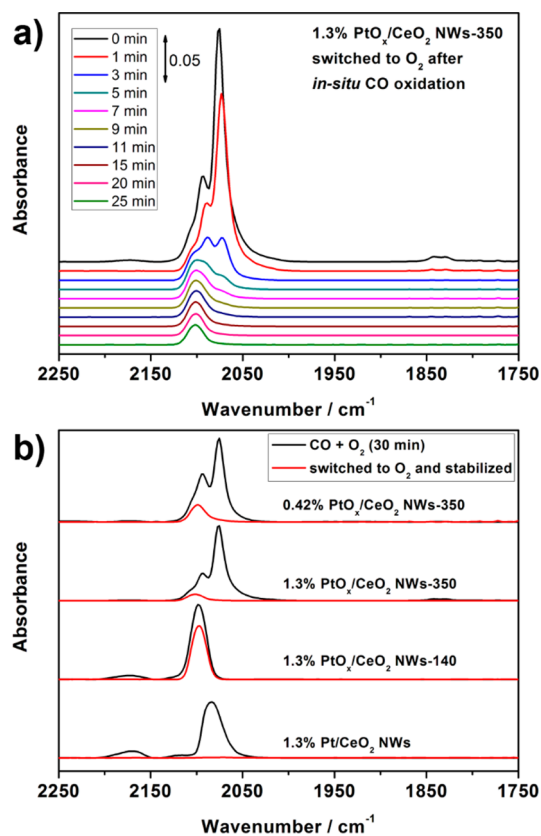 a)
0 min
1 min
3 min
5 min
7 min
9 min
11 min
15 min
20 min
25 min
0.05
1.3% PtOₓ/CeO₂ NWs-350
switched to O₂ after
in-situ CO oxidation
Absorbance
2250 2150 2050 1950 1850 1750
Wavenumber / cm⁻¹
b)
CO + O₂ (30 min)
switched to O₂ and stabilized
0.42% PtOₓ/CeO₂ NWs-350
1.3% PtOₓ/CeO₂ NWs-350
1.3% PtOₓ/CeO₂ NWs-140
1.3% Pt/CeO₂ NWs
Absorbance
2250 2150 2050 1950 1850 1750
Wavenumber / cm⁻¹